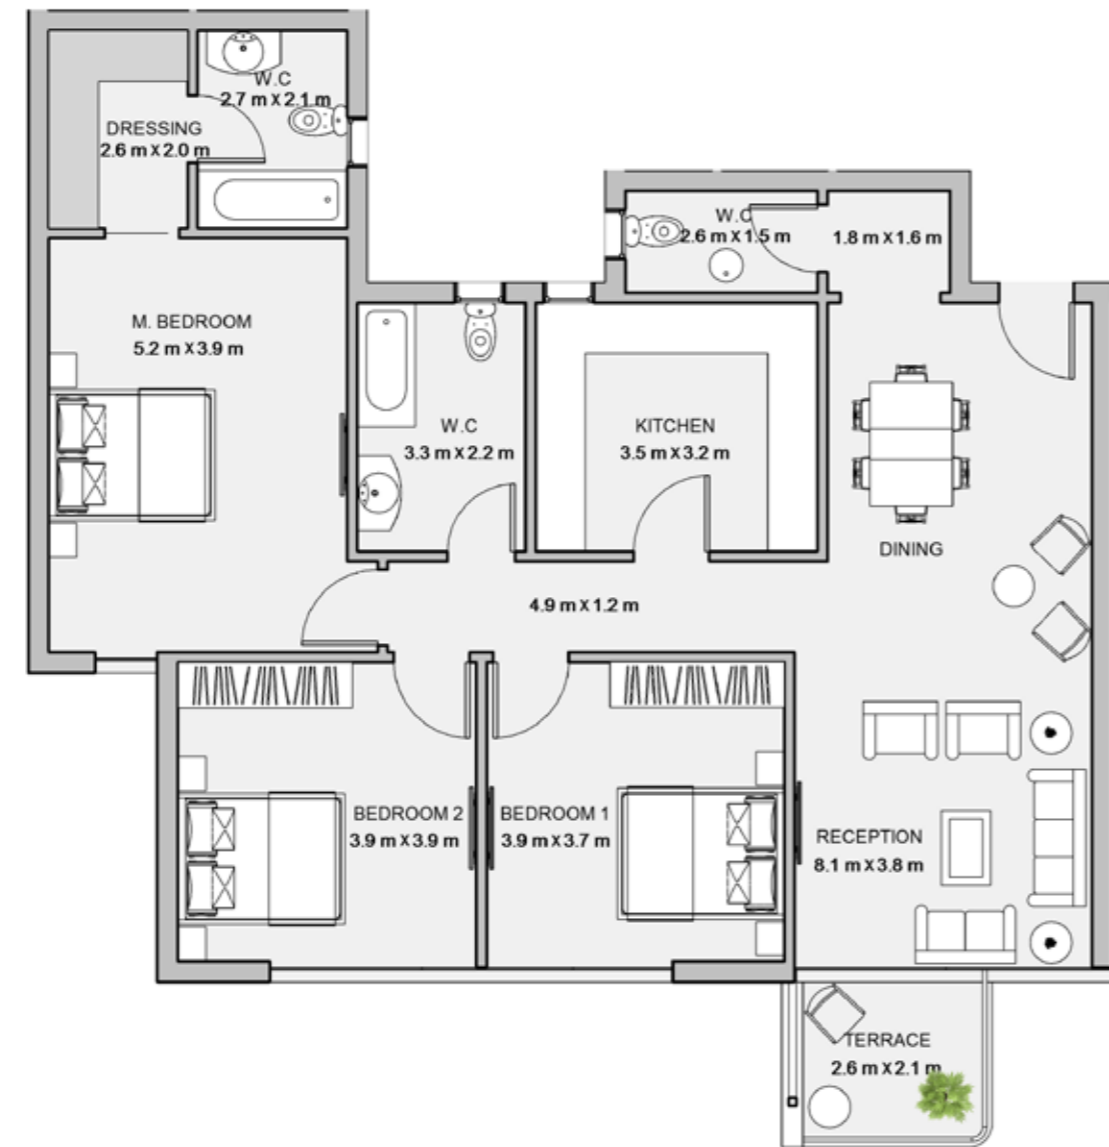 W.C
2.7 m X 2.1 m
DRESSING
2.6 m X 2.0 m
W.C
2.6 m X 1.5 m
1.8 m X 1.6 m
M. BEDROOM
5.2 m X 3.9 m
W.C
3.3 m X 2.2 m
KITCHEN
3.5 m X 3.2 m
DINING
4.9 m X 1.2 m
BEDROOM 2
3.9 m X 3.9 m
BEDROOM 1
3.9 m X 3.7 m
RECEPTION
8.1 m X 3.8 m
TERRACE
2.6 m X 2.1 m